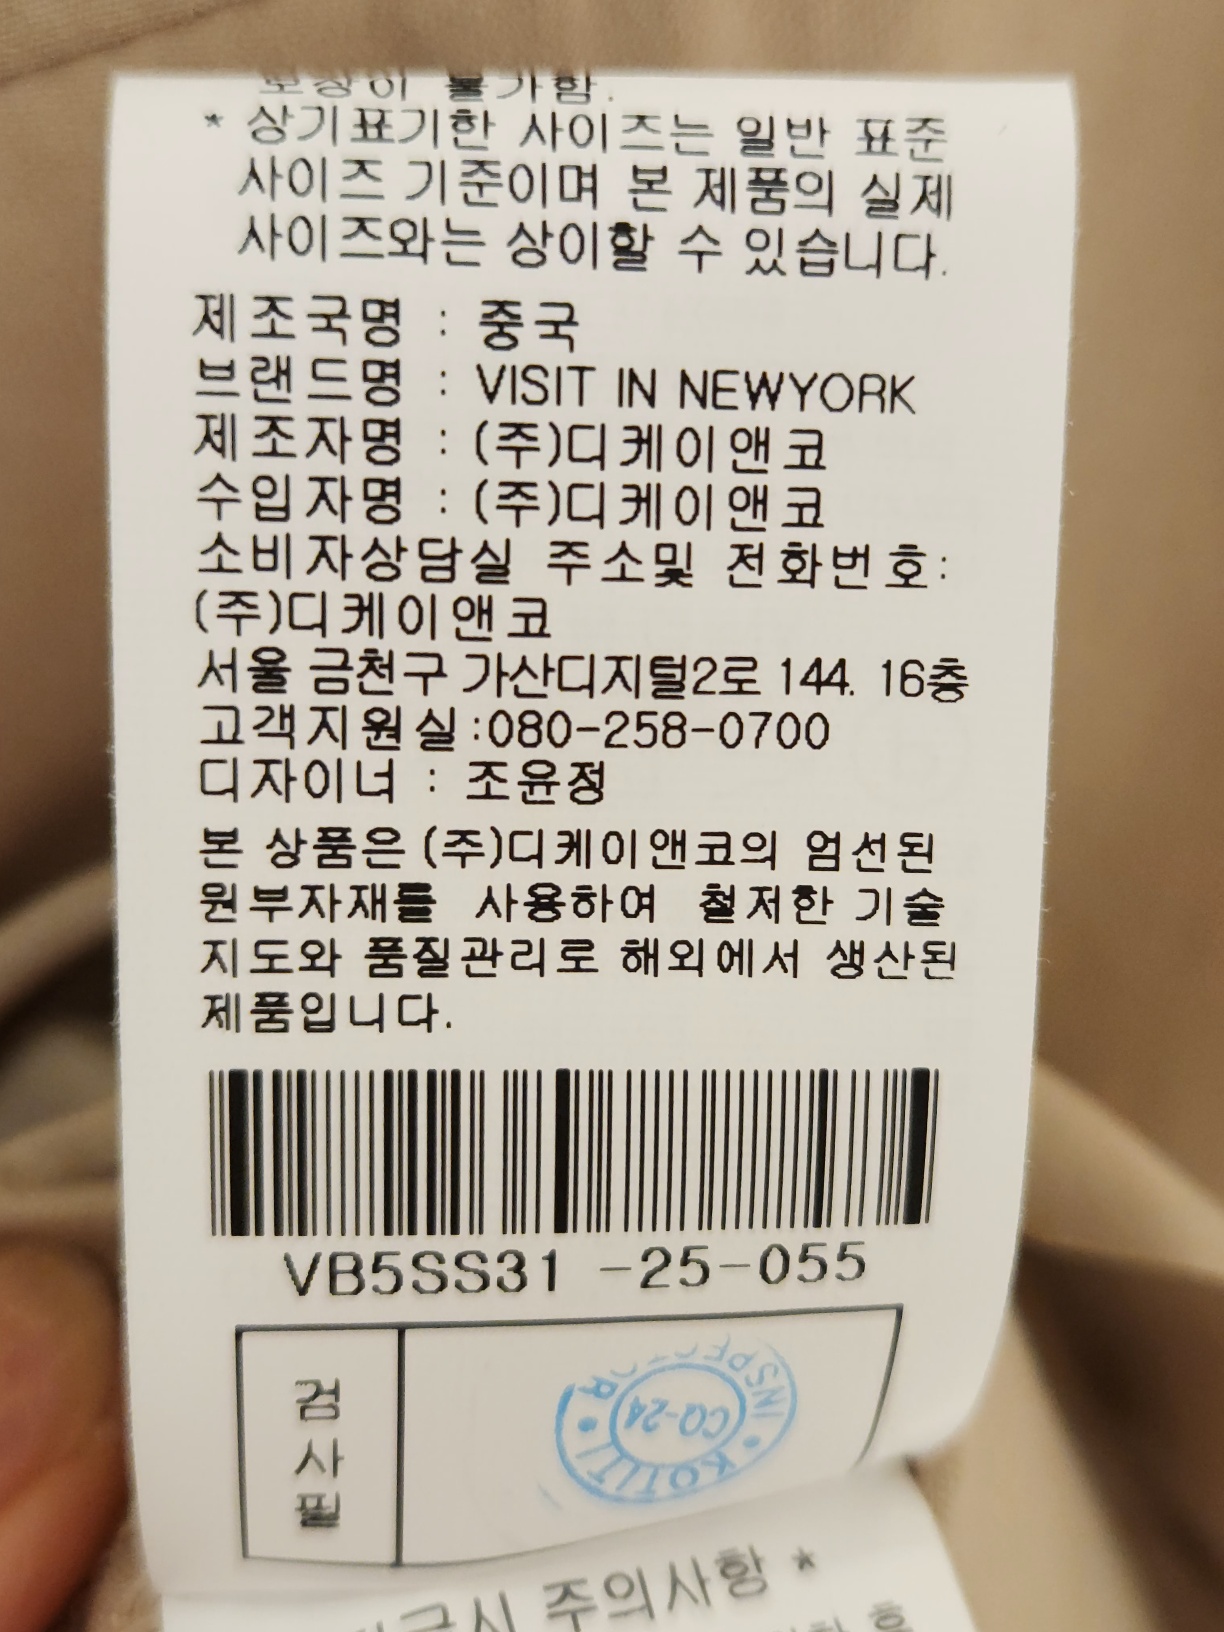 보상이 불가함.
* 상기표기한 사이즈는 일반 표준
사이즈 기준이며 본 제품의 실제
사이즈와는 상이할 수 있습니다.
제조국명 : 중국
브랜드명 : VISIT IN NEWYORK
제조자명 : (주)디케이앤코
수입자명 : (주)디케이앤코
소비자상담실 주소및 전화번호:
(주)디케이앤코
서울 금천구 가산디지털2로 144. 16층
고객지원실:080-258-0700
디자이너 : 조윤정
본 상품은 (주)디케이앤코의 엄선된
원부자재를 사용하여 철저한 기술
지도와 품질관리로 해외에서 생산된
제품입니다.
VB5SS31 -25-055
검사필
INSPECTOR
CQ-24
KOTITI
주의사항 *